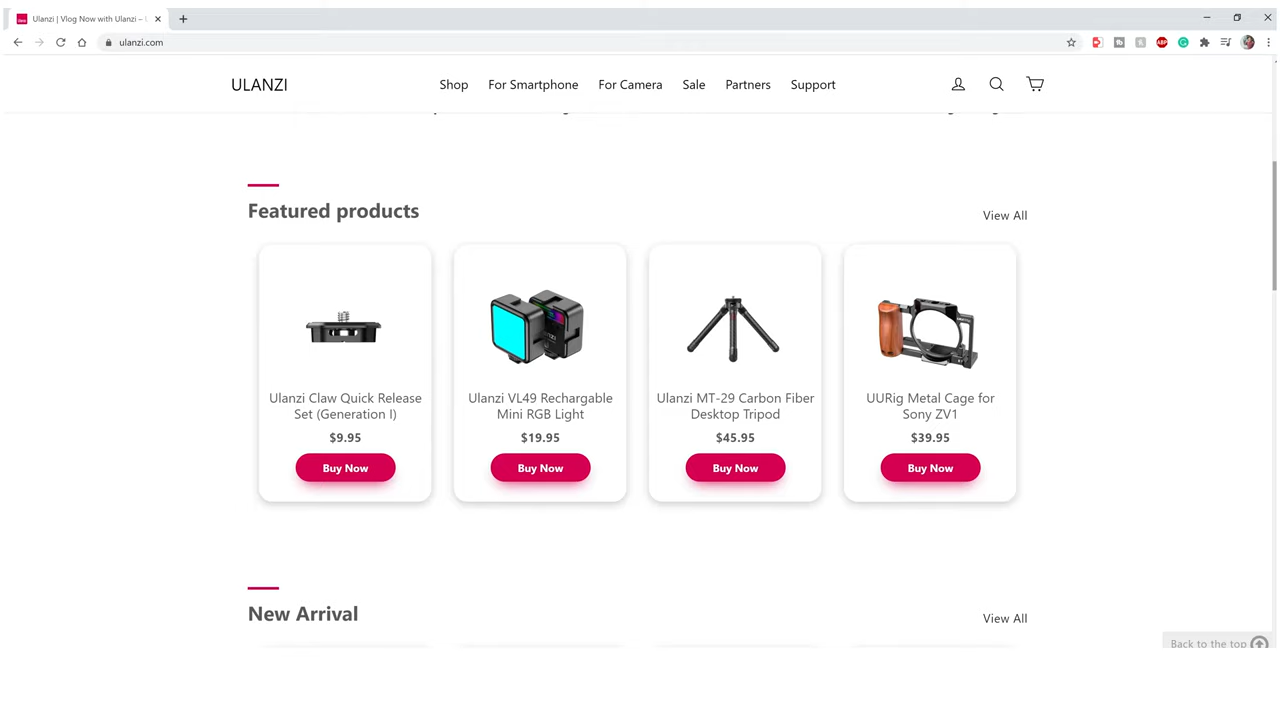 Ulanzi | Vlog Now with Ulanzi –
ulanzi.com
ABP
ULANZI
Shop
For Smartphone
For Camera
Sale
Partners
Support
Featured products
View All
Ulanzi Claw Quick Release
Set (Generation I)
$9.95
Buy Now
Ulanzi VL49 Rechargable
Mini RGB Light
$19.95
Buy Now
Ulanzi MT-29 Carbon Fiber
Desktop Tripod
$45.95
Buy Now
UURig Metal Cage for
Sony ZV1
$39.95
Buy Now
New Arrival
View All
Back to the top